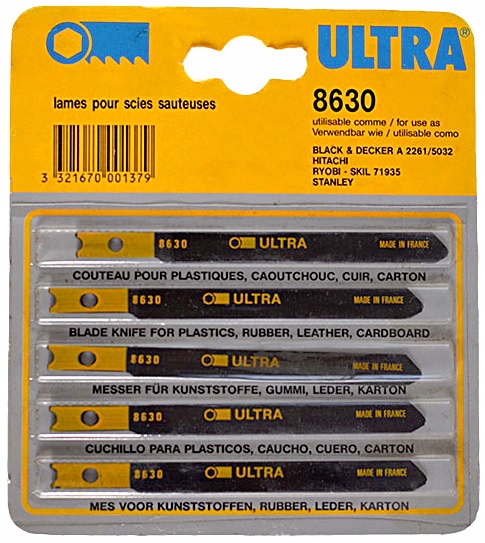 ULTRA®
lames pour scies sauteuses
8630
utilisable comme / for use as
Verwendbar wie / utilisable como
BLACK & DECKER A 2261/5032
HITACHI
RYOBI - SKIL 71935
STANLEY
3 321670 001379
8630 ULTRA MADE IN FRANCE
COUTEAU POUR PLASTIQUES, CAOUTCHOUC, CUIR, CARTON
8630 ULTRA MADE IN FRANCE
BLADE KNIFE FOR PLASTICS, RUBBER, LEATHER, CARDBOARD
8630 ULTRA MADE IN FRANCE
MESSER FÜR KUNSTSTOFFE, GUMMI, LEDER, KARTON
8630 ULTRA MADE IN FRANCE
CUCHILLO PARA PLASTICOS, CAUCHO, CUERO, CARTON
8630 ULTRA MADE IN FRANCE
MES VOOR KUNSTSTOFFEN, RUBBER, LEDER, KARTON